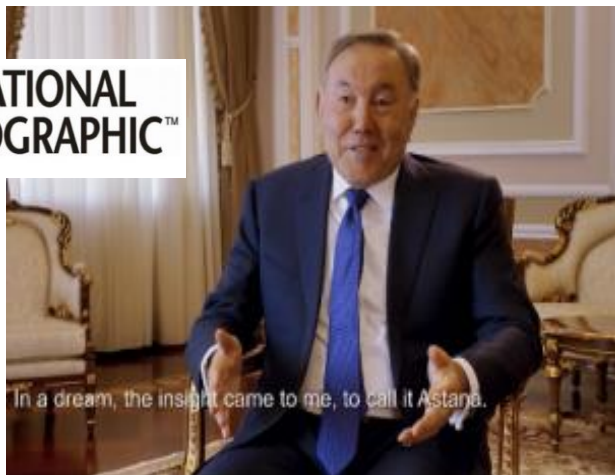 ATIONAL
OGRAPHIC™
In a dream, the insight came to me, to call it Astana.